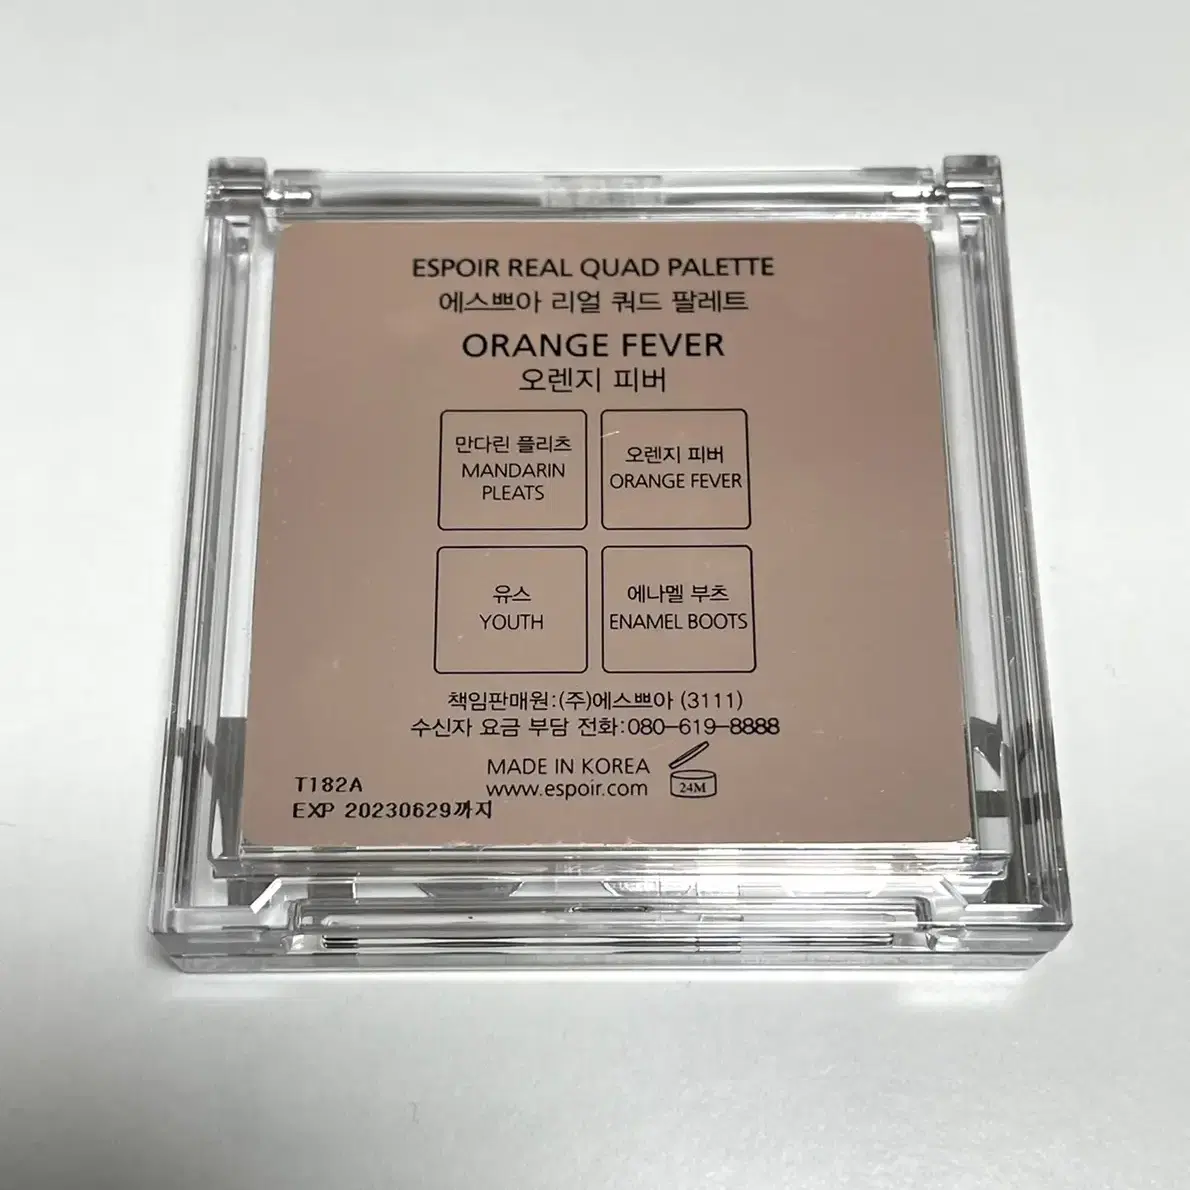 ESPOIR REAL QUAD PALETTE
에스쁘아 리얼 쿼드 팔레트
ORANGE FEVER
오렌지 피버
만다린 플리츠
MANDARIN
PLEATS
오렌지 피버
ORANGE FEVER
유스
YOUTH
에나멜 부츠
ENAMEL BOOTS
책임판매원:(주)에스쁘아 (3111)
수신자 요금 부담 전화:080-619-8888
MADE IN KOREA
www.espoir.com
24M
T182A
EXP 20230629까지